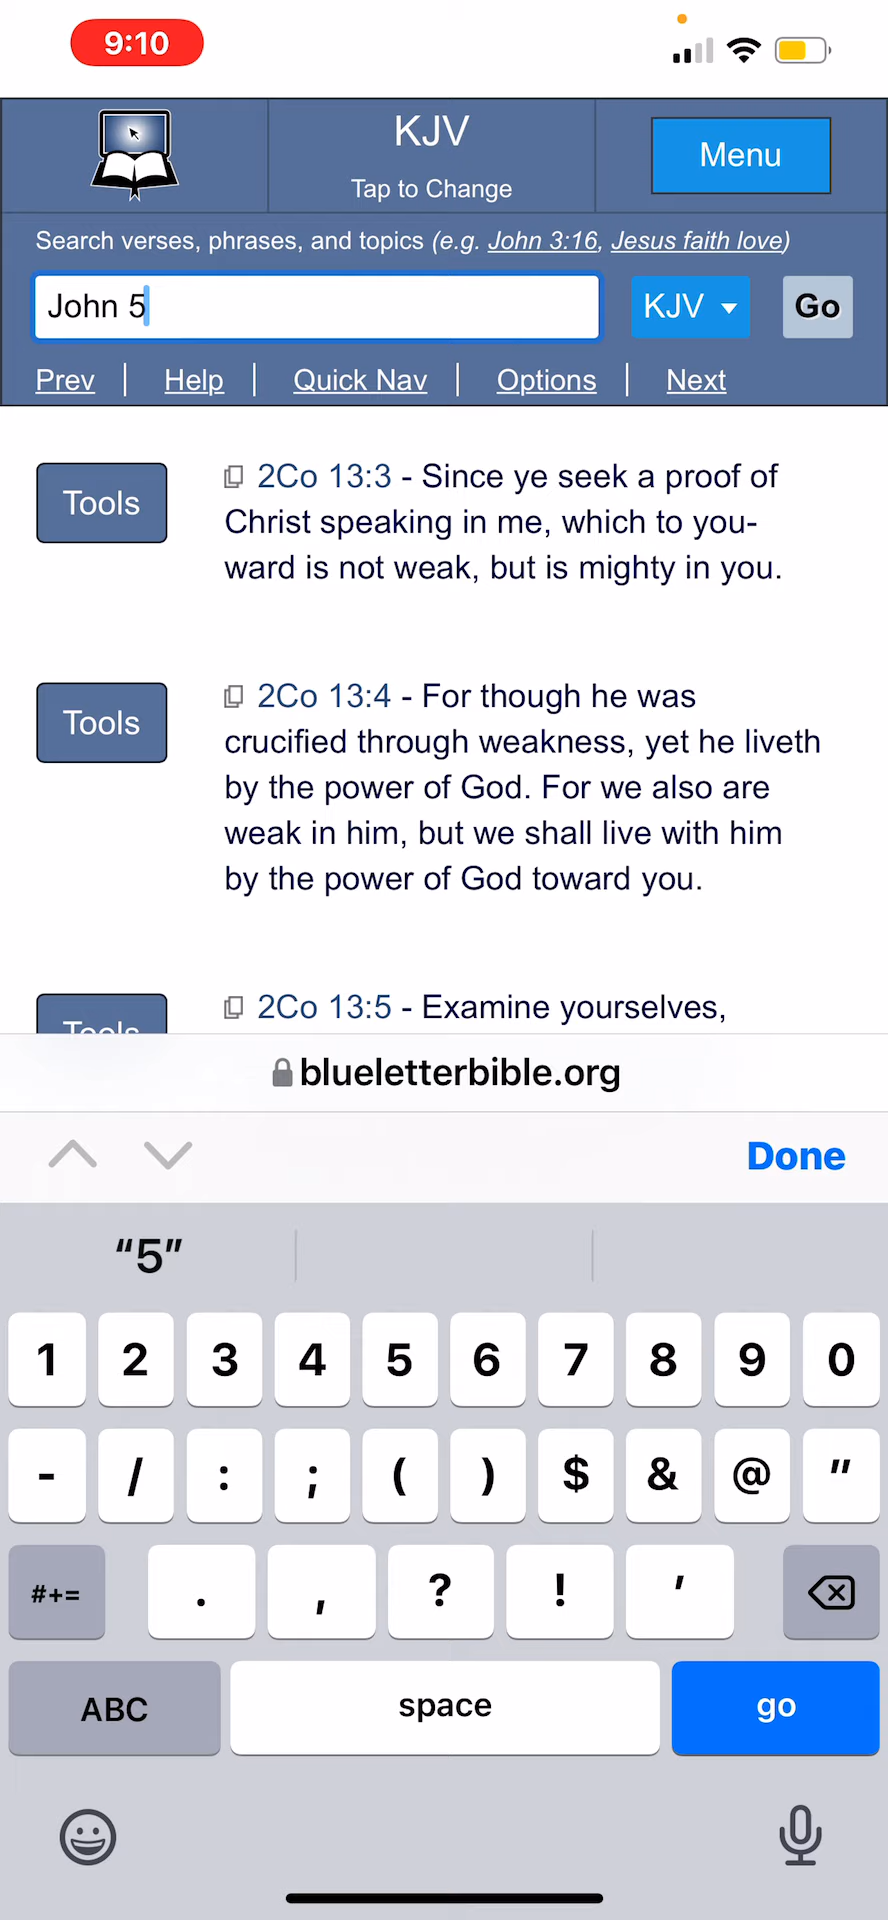 9:10
KJV
Tap to Change
Menu
Search verses, phrases, and topics (e.g. John 3:16, Jesus faith love)
John 5
KJV
Go
Prev | Help | Quick Nav | Options | Next
Tools
2Co 13:3 - Since ye seek a proof of
Christ speaking in me, which to you-
ward is not weak, but is mighty in you.
Tools
2Co 13:4 - For though he was
crucified through weakness, yet he liveth
by the power of God. For we also are
weak in him, but we shall live with him
by the power of God toward you.
Tools
2Co 13:5 - Examine yourselves,
blueletterbible.org
Done
“5”
1 2 3 4 5 6 7 8 9 0
- / : ; ( ) $ & @ "
#+= . , ? ! '
ABC space go